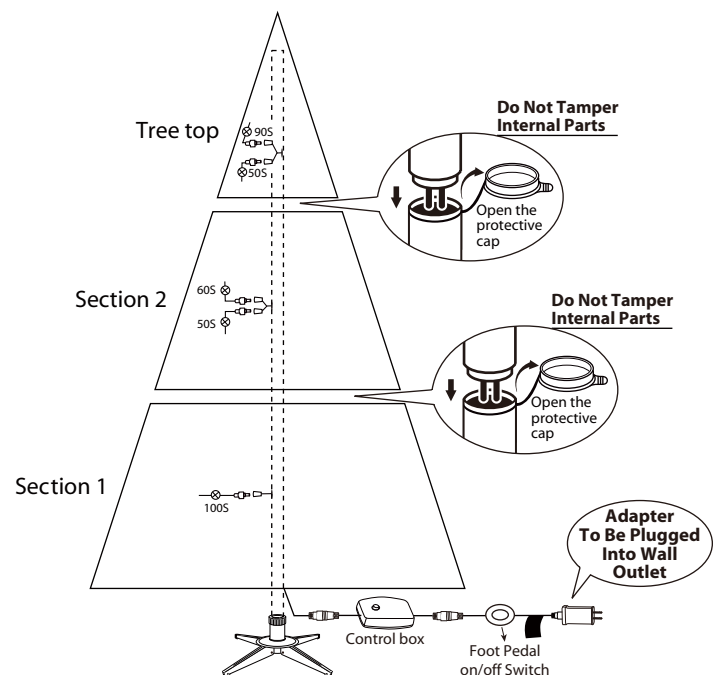 Do Not Tamper
Internal Parts
Tree top
90S
50S
Open the
protective
cap
Section 2
60S
50S
Do Not Tamper
Internal Parts
Open the
protective
cap
Section 1
100S
Adapter
To Be Plugged
Into Wall
Outlet
Control box
Foot Pedal
on/off Switch